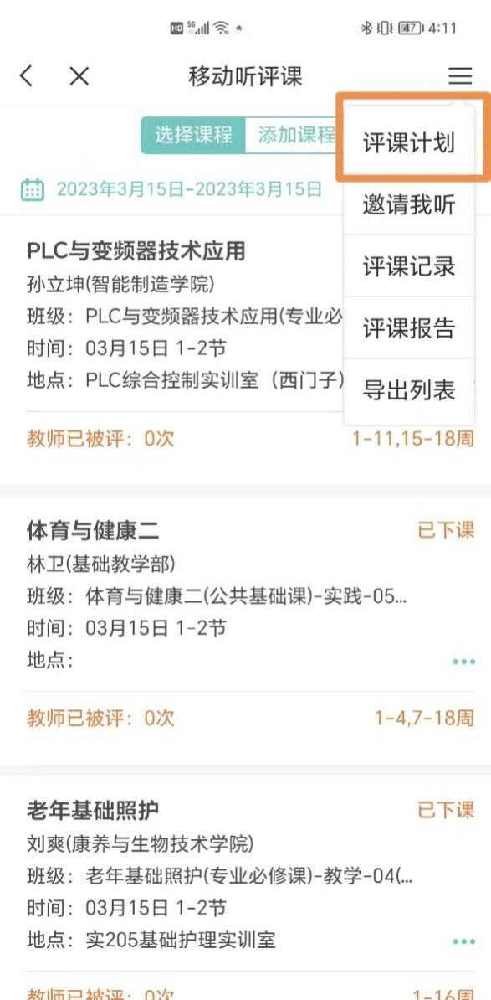 HD 5G 47 4:11
移动听评课
选择课程 添加课程
评课计划
邀请我听
评课记录
评课报告
导出列表
2023年3月15日-2023年3月15日
PLC与变频器技术应用
孙立坤(智能制造学院)
班级：PLC与变频器技术应用(专业必
时间：03月15日 1-2节
地点：PLC综合控制实训室（西门子）
教师已被评：0次 1-11,15-18周
体育与健康二 已下课
林卫(基础教学部)
班级：体育与健康二(公共基础课)-实践-05...
时间：03月15日 1-2节
地点：
教师已被评：0次 1-4,7-18周
老年基础照护 已下课
刘爽(康养与生物技术学院)
班级：老年基础照护(专业必修课)-教学-04(...
时间：03月15日 1-2节
地点：实205基础护理实训室
教师已被评：0次 1-16周